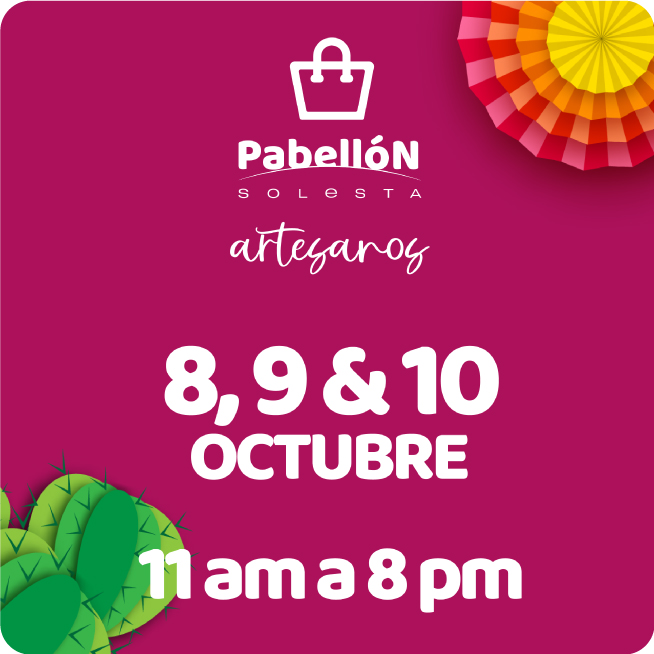 PabellóN
SOLeSTA
artesanos
8, 9 & 10
OCTUBRE
11 am a 8 pm